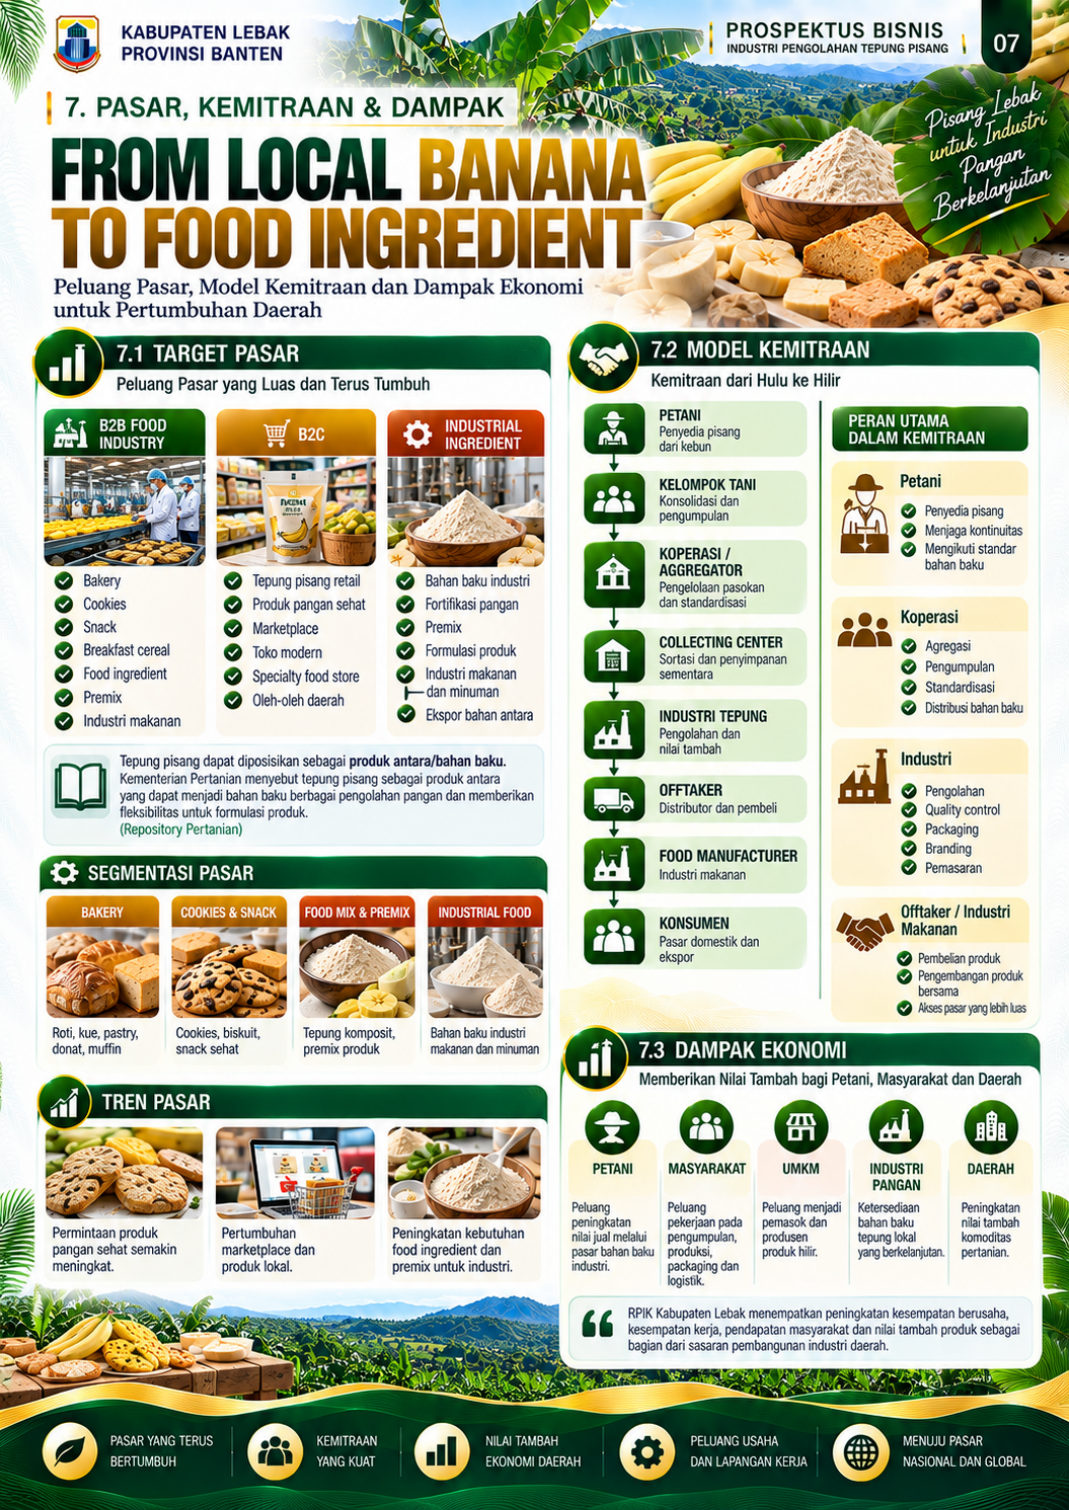 KABUPATEN LEBAK
PROVINSI BANTEN
PROSPEKTUS BISNIS
INDUSTRI PENGOLAHAN TEPUNG PISANG
07
7. PASAR, KEMITRAAN & DAMPAK
FROM LOCAL BANANA
TO FOOD INGREDIENT
Peluang Pasar, Model Kemitraan dan Dampak Ekonomi
untuk Pertumbuhan Daerah
Pisang Lebak
untuk Industri
Pangan
Berkelanjutan
7.1 TARGET PASAR
Peluang Pasar yang Luas dan Terus Tumbuh
B2B FOOD
INDUSTRY
Bakery
Cookies
Snack
Breakfast cereal
Food ingredient
Premix
Industri makanan
B2C
Tepung pisang retail
Produk pangan sehat
Marketplace
Toko modern
Specialty food store
Oleh-oleh daerah
INDUSTRIAL
INGREDIENT
Bahan baku industri
Fortifikasi pangan
Premix
Formulasi produk
Industri makanan
dan minuman
Ekspor bahan antara
Tepung pisang dapat diposisikan sebagai produk antara/bahan baku.
Kementerian Pertanian menyebut tepung pisang sebagai produk antara
yang dapat menjadi bahan baku berbagai pengolahan pangan dan memberikan
fleksibilitas untuk formulasi produk.
(Repository Pertanian)
SEGMENTASI PASAR
BAKERY
Roti, kue, pastry,
donat, muffin
COOKIES & SNACK
Cookies, biskuit,
snack sehat
FOOD MIX & PREMIX
Tepung komposit,
premix produk
INDUSTRIAL FOOD
Bahan baku industri
makanan dan minuman
TREN PASAR
Permintaan produk
pangan sehat semakin
meningkat.
Pertumbuhan
marketplace dan
produk lokal.
Peningkatan kebutuhan
food ingredient dan
premix untuk industri.
7.2 MODEL KEMITRAAN
Kemitraan dari Hulu ke Hilir
PETANI
Penyedia pisang
dari kebun
KELOMPOK TANI
Konsolidasi dan
pengumpulan
KOPERASI /
AGGREGATOR
Pengelolaan pasokan
dan standardisasi
COLLECTING CENTER
Sortasi dan penyimpanan
sementara
INDUSTRI TEPUNG
Pengolahan dan
nilai tambah
OFFTAKER
Distributor dan pembeli
FOOD MANUFACTURER
Industri makanan
KONSUMEN
Pasar domestik dan
ekspor
PERAN UTAMA
DALAM KEMITRAAN
Petani
Penyedia pisang
Menjaga kontinuitas
Mengikuti standar
bahan baku
Koperasi
Agregasi
Pengumpulan
Standardisasi
Distribusi bahan baku
Industri
Pengolahan
Quality control
Packaging
Branding
Pemasaran
Offtaker / Industri
Makanan
Pembelian produk
Pengembangan produk
bersama
Akses pasar yang lebih luas
7.3 DAMPAK EKONOMI
Memberikan Nilai Tambah bagi Petani, Masyarakat dan Daerah
PETANI
Peluang
peningkatan
nilai jual melalui
pasar bahan baku
industri.
MASYARAKAT
Peluang
pekerjaan pada
pengumpulan,
produksi,
packaging dan
logistik.
UMKM
Peluang menjadi
pemasok dan
produsen
produk hilir.
INDUSTRI
PANGAN
Ketersediaan
bahan baku
tepung lokal
yang berkelanjutan.
DAERAH
Peningkatan
nilai tambah
komoditas
pertanian.
RPIK Kabupaten Lebak menempatkan peningkatan kesempatan berusaha,
kesempatan kerja, pendapatan masyarakat dan nilai tambah produk sebagai
bagian dari sasaran pembangunan industri daerah.
PASAR YANG TERUS
BERTUMBUH
KEMITRAAN
YANG KUAT
NILAI TAMBAH
EKONOMI DAERAH
PELUANG USAHA
DAN LAPANGAN KERJA
MENUJU PASAR
NASIONAL DAN GLOBAL